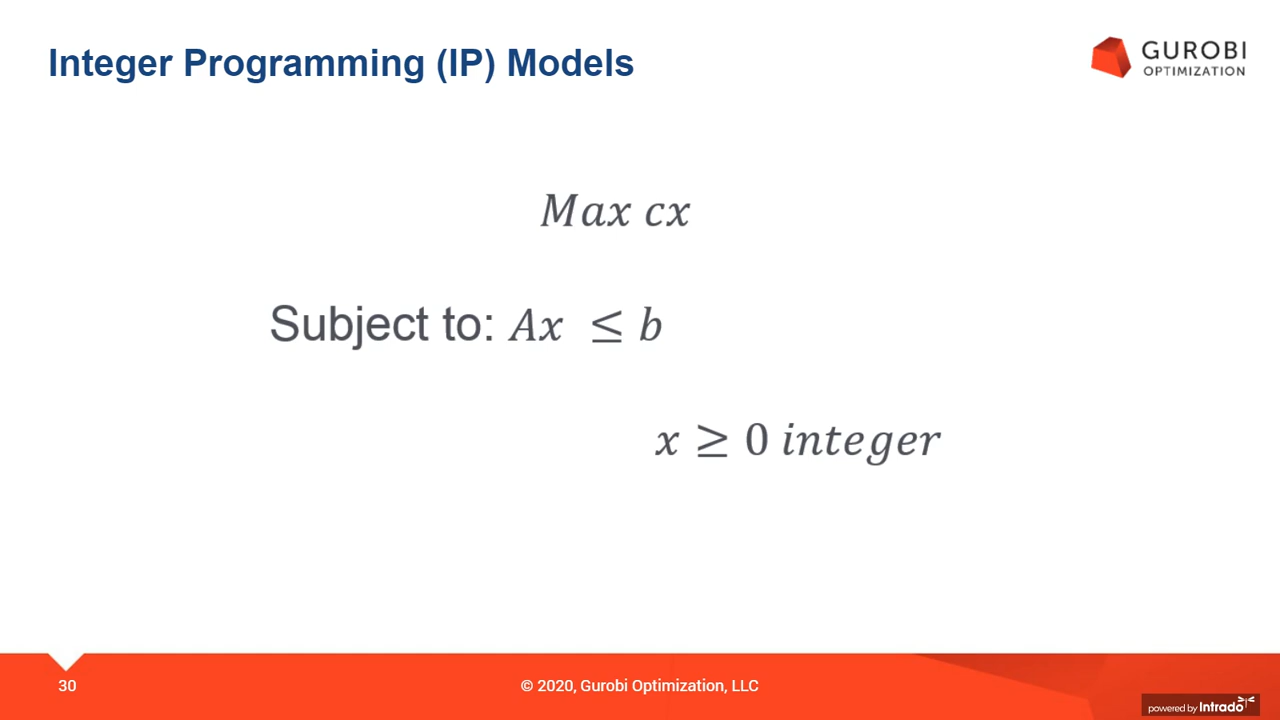 Integer Programming (IP) Models
GUROBI
OPTIMIZATION
Max cx
Subject to: Ax ≤ b
x ≥ 0 integer
30
© 2020, Gurobi Optimization, LLC
powered by Intrado